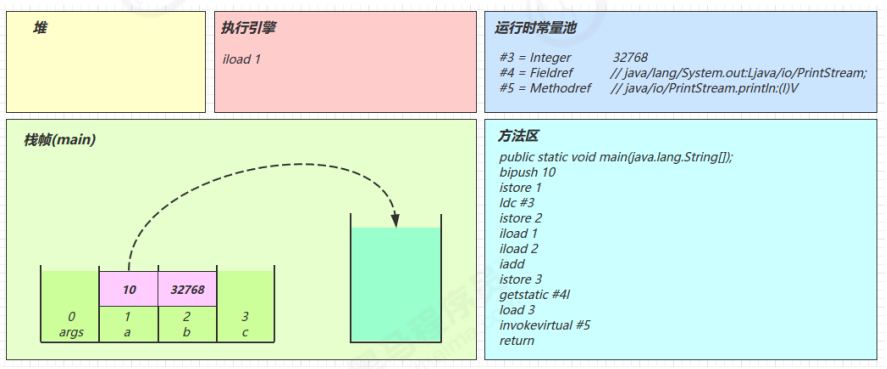 堆
执行引擎
iload 1
运行时常量池
#3 = Integer 32768
#4 = Fieldref // java/lang/System.out:Ljava/io/PrintStream;
#5 = Methodref // java/io/PrintStream.println:(I)V
栈帧(main)
10 32768
0 1 2 3
args a b c
方法区
public static void main(java.lang.String[]);
bipush 10
istore 1
ldc #3
istore 2
iload 1
iload 2
iadd
istore 3
getstatic #4I
load 3
invokevirtual #5
return